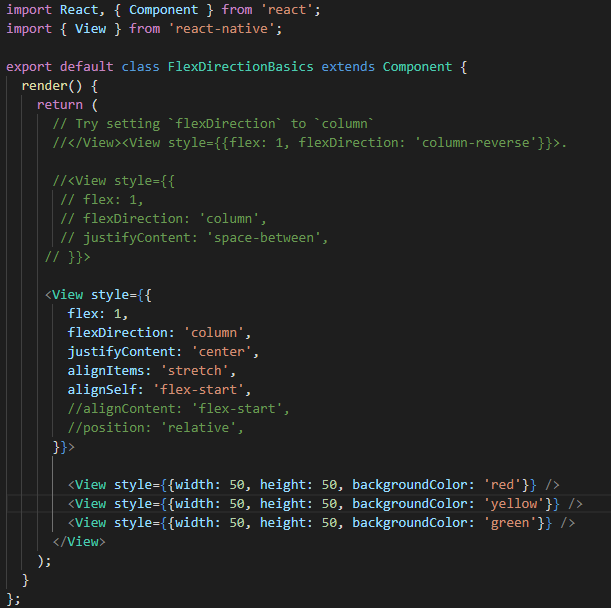 import React, { Component } from 'react';
import { View } from 'react-native';
export default class FlexDirectionBasics extends Component {
render() {
return (
// Try setting `flexDirection` to `column`
//</View><View style={{flex: 1, flexDirection: 'column-reverse'}}>.
//<View style={{
// flex: 1,
// flexDirection: 'column',
// justifyContent: 'space-between',
// }}>
<View style={{
flex: 1,
flexDirection: 'column',
justifyContent: 'center',
alignItems: 'stretch',
alignSelf: 'flex-start',
//alignContent: 'flex-start',
//position: 'relative',
}}>
<View style={{width: 50, height: 50, backgroundColor: 'red'}} />
<View style={{width: 50, height: 50, backgroundColor: 'yellow'}} />
<View style={{width: 50, height: 50, backgroundColor: 'green'}} />
</View>
);
}
};